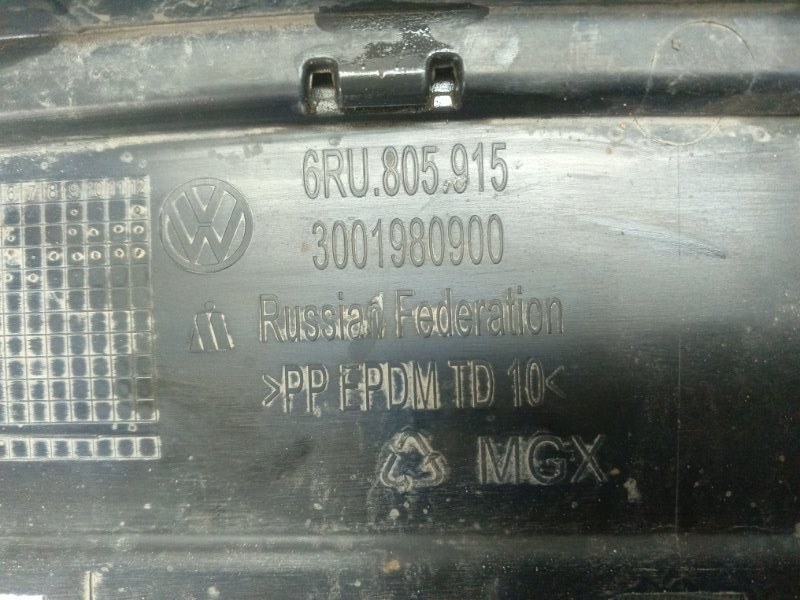 6RU.805.915
3001980900
Russian Federation
>PP EPDM TD 10<
MGX